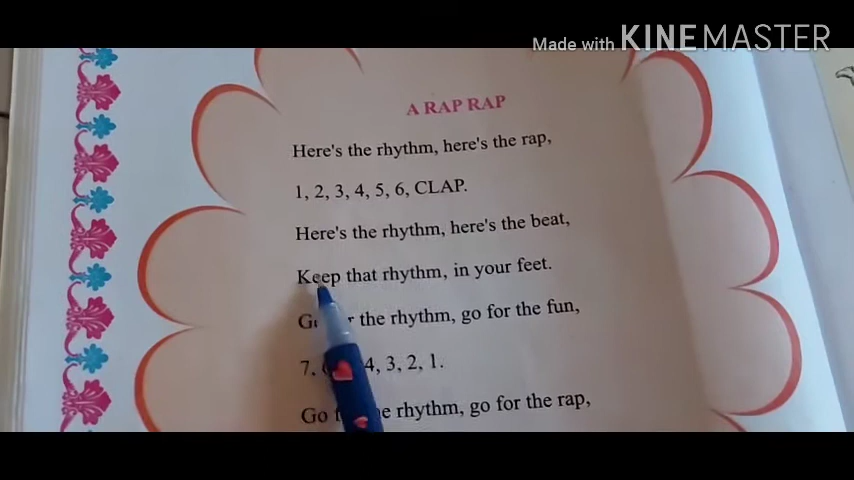 Made with KINEMASTER
A RAP RAP
Here's the rhythm, here's the rap,
1, 2, 3, 4, 5, 6, CLAP.
Here's the rhythm, here's the beat,
Keep that rhythm, in your feet.
the rhythm, go for the fun,
7, 4, 3, 2, 1.
Go rhythm, go for the rap,